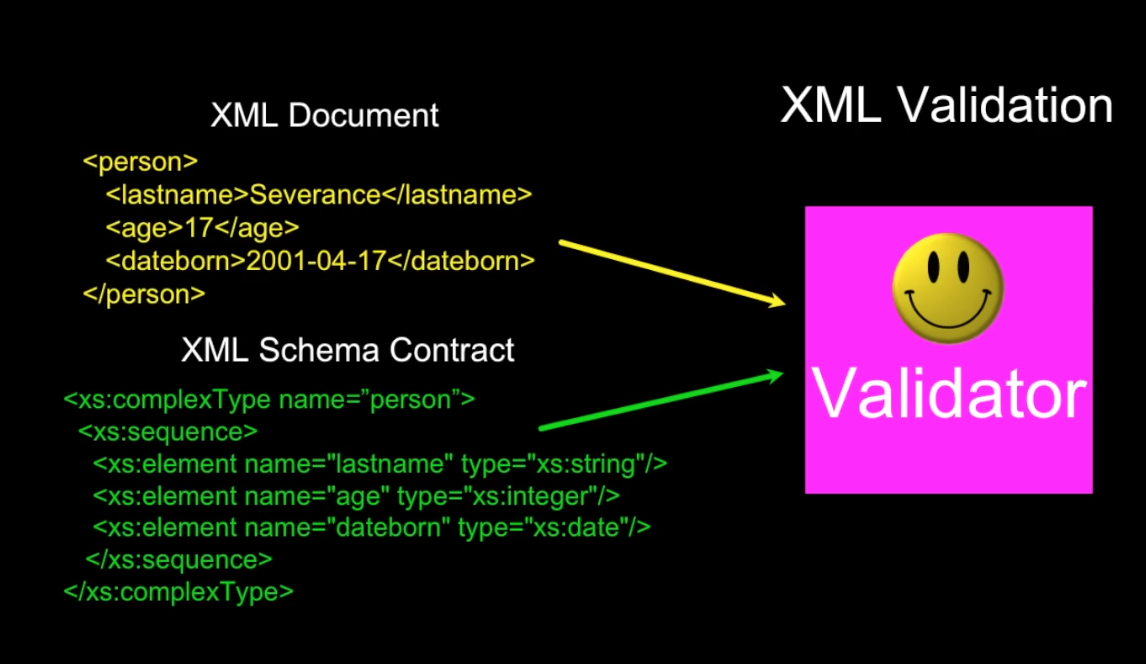 XML Document
XML Validation
<person>
<lastname>Severance</lastname>
<age>17</age>
<dateborn>2001-04-17</dateborn>
</person>
XML Schema Contract
<xs:complexType name=”person”>
<xs:sequence>
<xs:element name="lastname" type="xs:string"/>
<xs:element name="age" type="xs:integer"/>
<xs:element name="dateborn" type="xs:date"/>
</xs:sequence>
</xs:complexType>
Validator